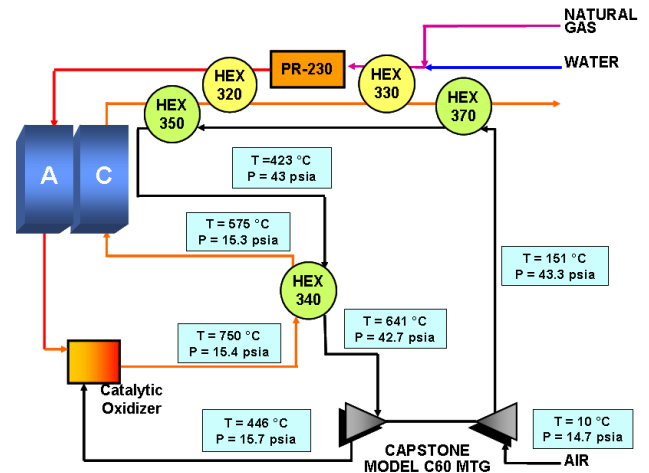 NATURAL
GAS
WATER
PR-230
HEX
320
HEX
330
HEX
350
HEX
370
A
C
T =423 °C
P = 43 psia
T = 575 °C
P = 15.3 psia
T = 151 °C
P = 43.3 psia
HEX
340
T = 750 °C
P = 15.4 psia
T = 641 °C
P = 42.7 psia
Catalytic
Oxidizer
T = 446 °C
P = 15.7 psia
T = 10 °C
P = 14.7 psia
CAPSTONE
MODEL C60 MTG
AIR